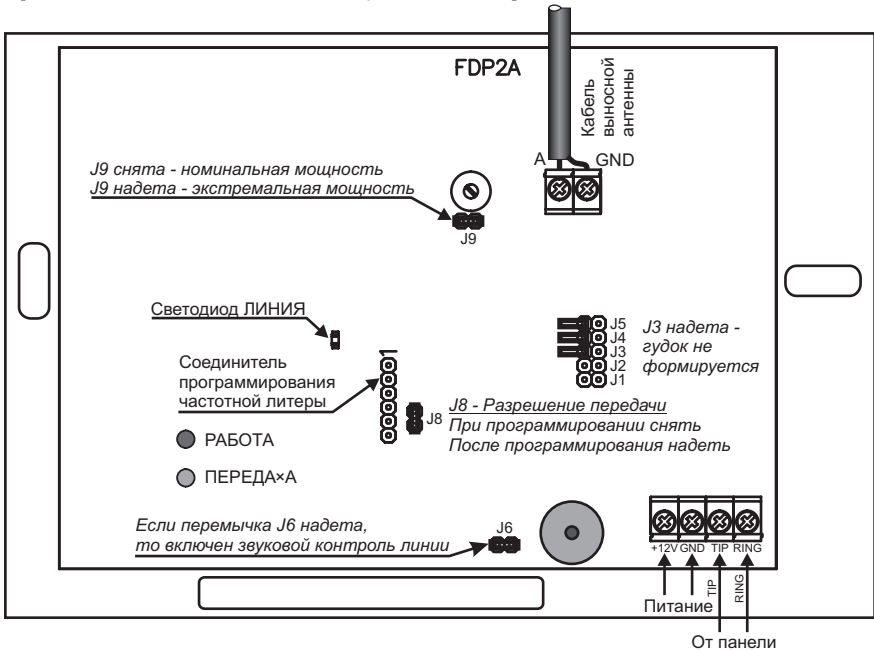 FDP2A
Кабель
выносной
антенны
A
GND
J9 снята - номинальная мощность
J9 надета - экстремальная мощность
J9
Светодиод ЛИНИЯ
Соединитель
программирования
частотной литеры
1
J5
J4
J3
J2
J1
J3 надета -
гудок не
формируется
J8
J8 - Разрешение передачи
При программировании снять
После программирования надеть
РАБОТА
ПЕРЕДА×А
Если перемычка J6 надета,
то включен звуковой контроль линии
J6
+12V GND TIP RING
Питание
TIP
RING
От панели